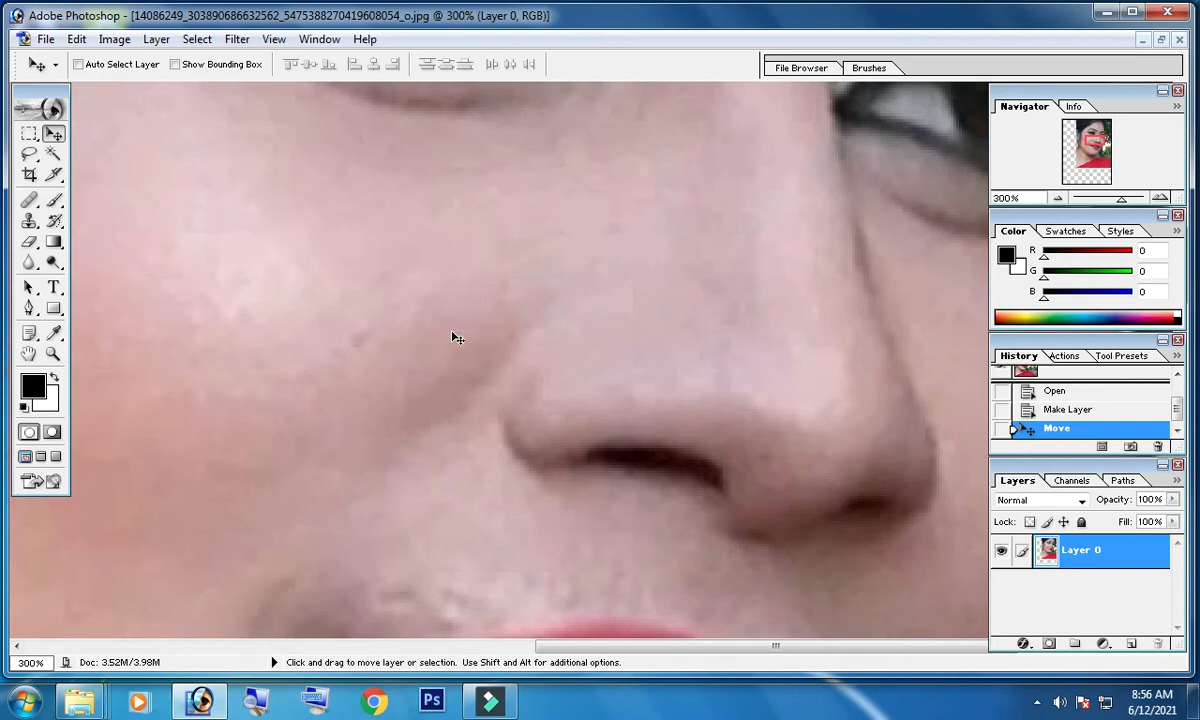 Adobe Photoshop - [14086249_303890686632562_5475388270419608054_o.jpg @ 300% (Layer 0, RGB)]
File Edit Image Layer Select Filter View Window Help
Auto Select Layer Show Bounding Box File Browser Brushes
Navigator Info
300%
Color Swatches Styles
R 0
G 0
B 0
History Actions Tool Presets
Open
Make Layer
Move
Layers Channels Paths
Normal Opacity: 100%
Lock: Fill: 100%
Layer 0
300% Doc: 3.52M/3.98M Click and drag to move layer or selection. Use Shift and Alt for additional options.
Ps
8:56 AM
6/12/2021